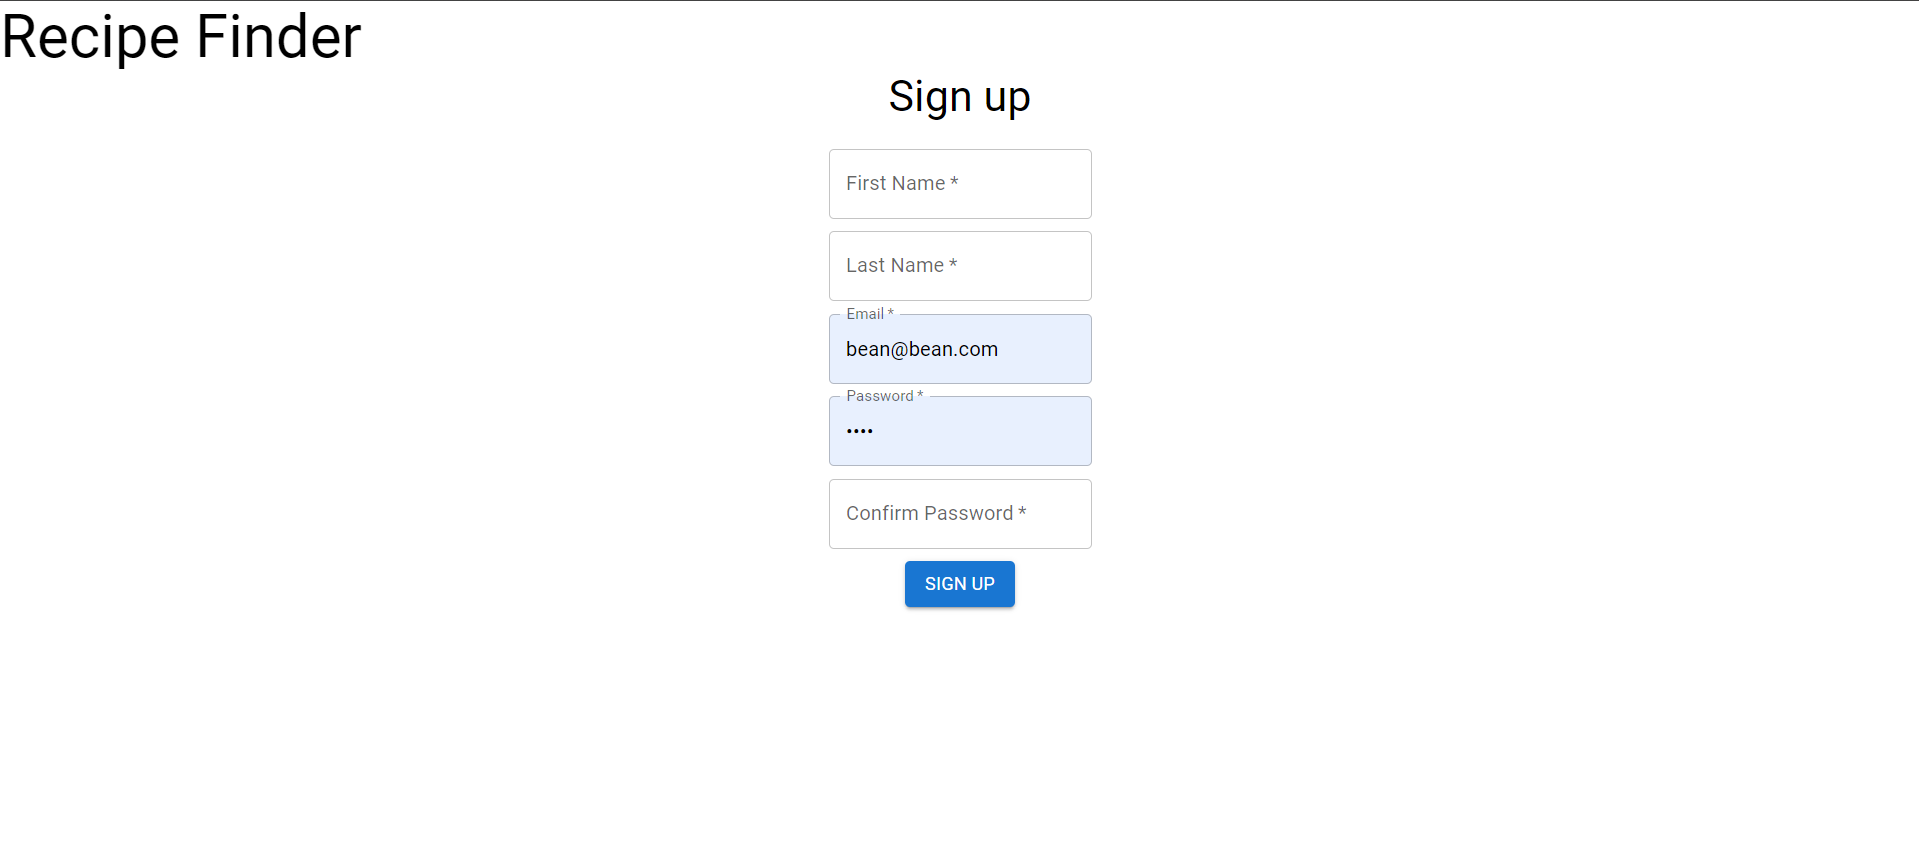 Recipe Finder
Sign up
First Name *
Last Name *
Email *
bean@bean.com
Password *
••••
Confirm Password *
SIGN UP